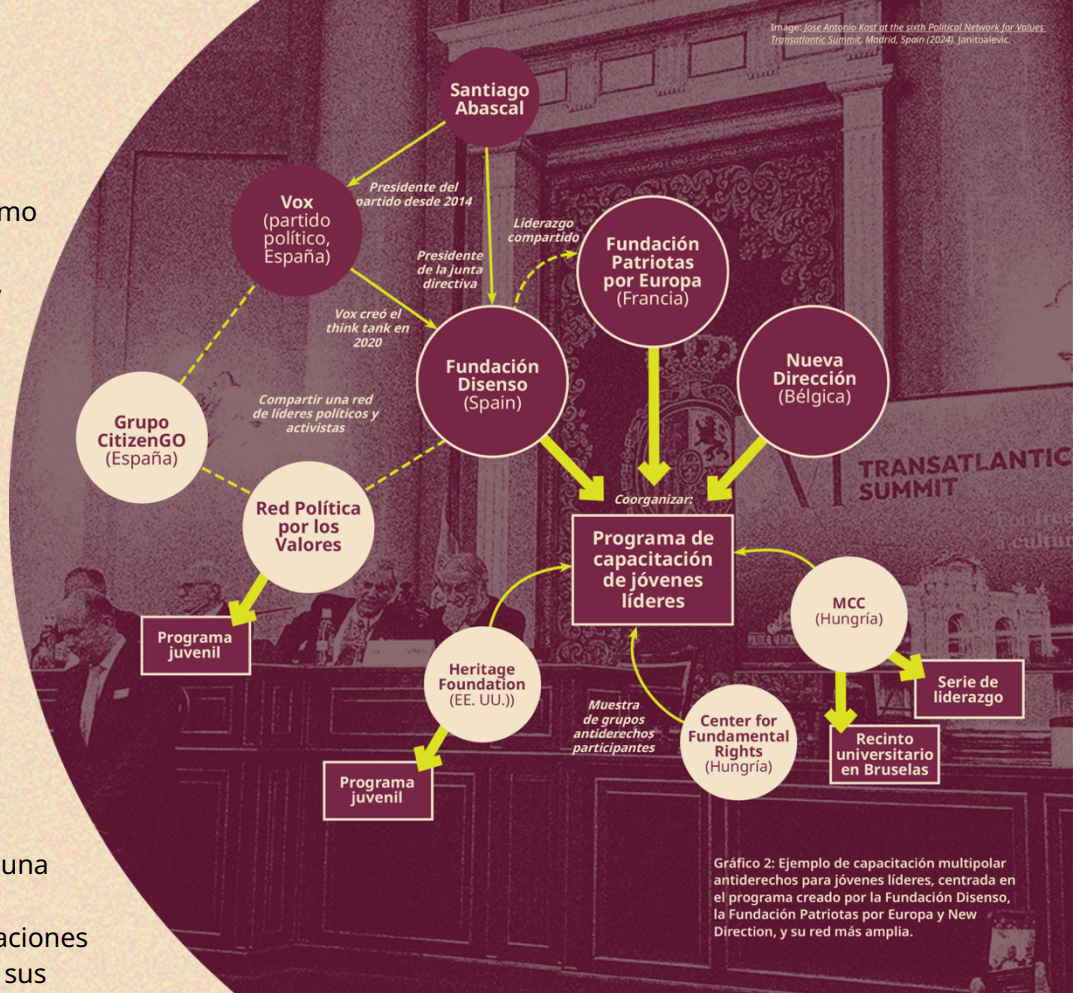 Image: Jose Antonio Kast at the sixth Political Network for Values
Transatlantic Summit, Madrid, Spain (2024). Janitoalevic.
Santiago
Abascal
Presidente del
partido desde 2014
Vox
(partido
político,
España)
Liderazgo
compartido
Presidente
de la junta
directiva
Fundación
Patriotas
por Europa
(Francia)
Vox creó el
think tank en
2020
Fundación
Disenso
(Spain)
Nueva
Dirección
(Bélgica)
Compartir una red
de líderes políticos y
activistas
Grupo
CitizenGO
(España)
TRANSATLANTIC
SUMMIT
Red Política
por los
Valores
Coorganizar:
Programa de
capacitación
de jóvenes
líderes
Programa
juvenil
MCC
(Hungría)
Heritage
Foundation
(EE. UU.))
Serie de
liderazgo
Muestra
de grupos
antiderechos
participantes
Center for
Fundamental
Rights
(Hungría)
Recinto
universitario
en Bruselas
Programa
juvenil
Gráfico 2: Ejemplo de capacitación multipolar
antiderechos para jóvenes líderes, centrada en
el programa creado por la Fundación Disenso,
la Fundación Patriotas por Europa y New
Direction, y su red más amplia.
mo
y
una
aciones
sus